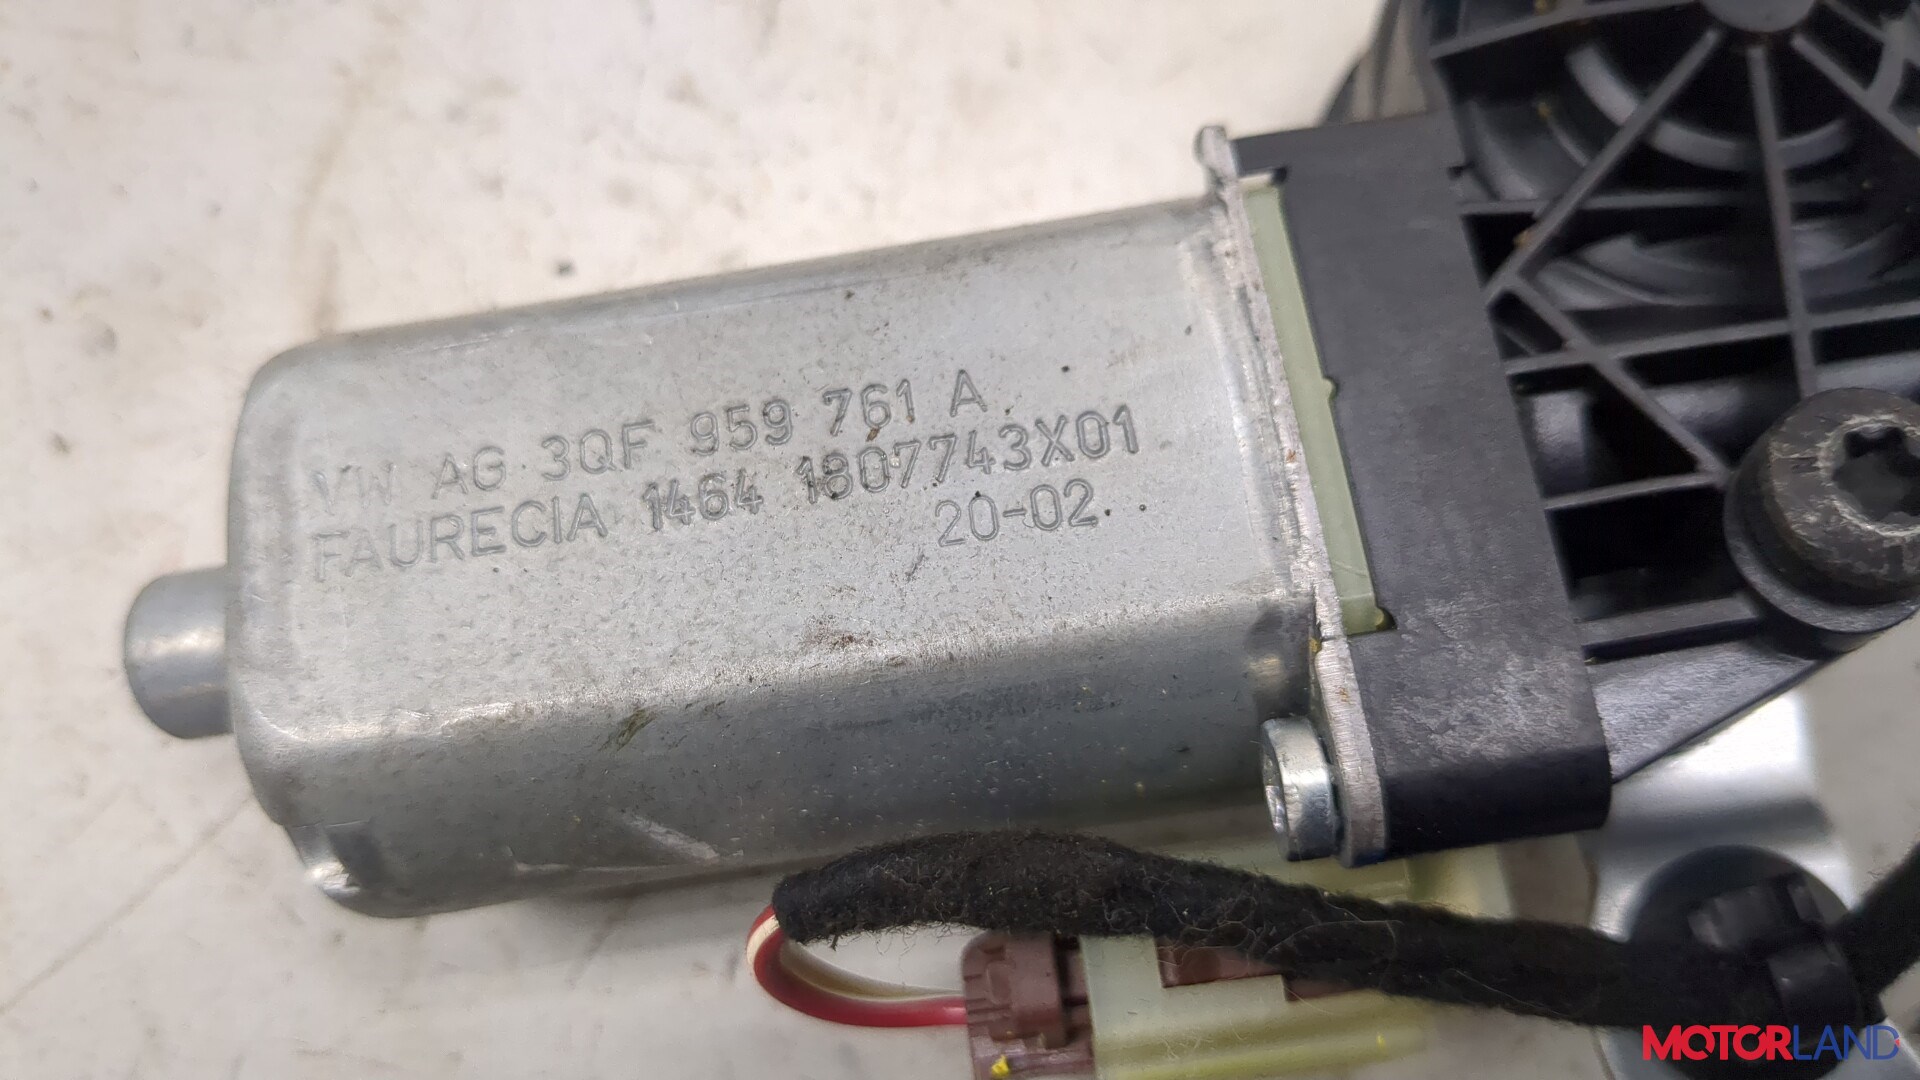 VW AG 3QF 959 761 A
FAURECIA 1464 1807743X01
20-02
MOTORLAND